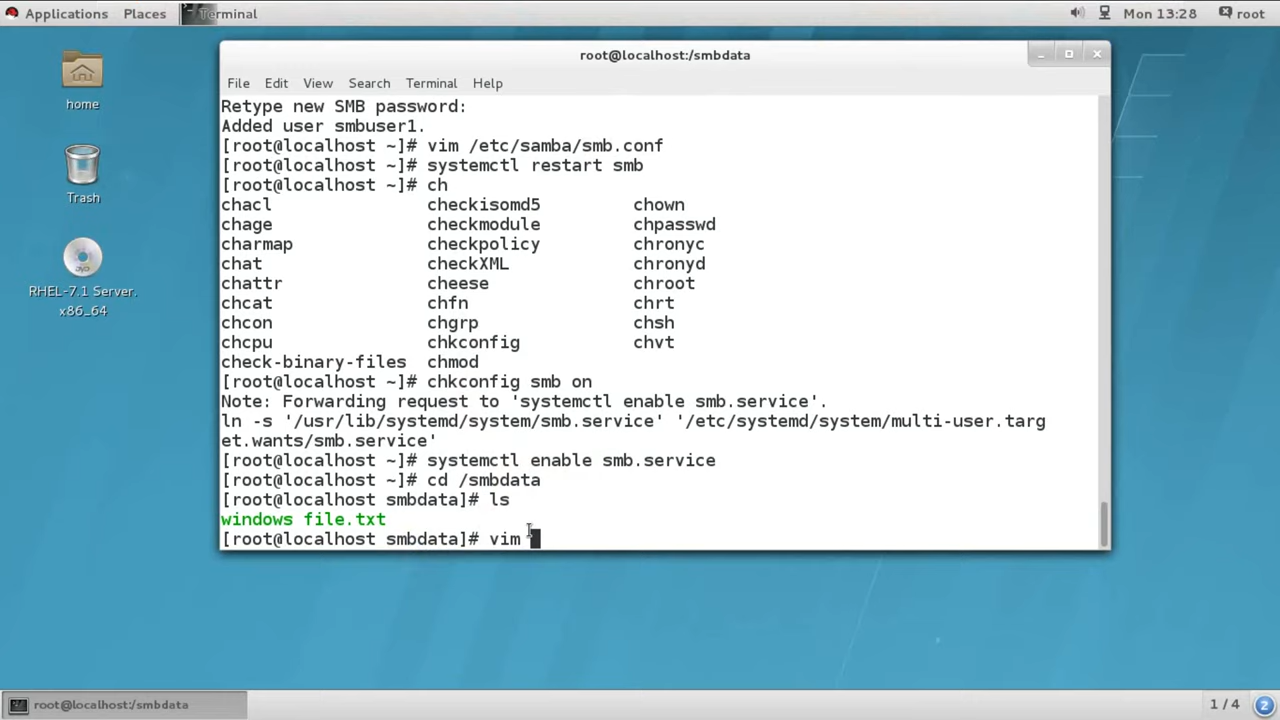 Applications Places Terminal Mon 13:28 root
root@localhost:/smbdata
File Edit View Search Terminal Help
home
Trash
RHEL-7.1 Server.
x86_64
Retype new SMB password:
Added user smbuser1.
[root@localhost ~]# vim /etc/samba/smb.conf
[root@localhost ~]# systemctl restart smb
[root@localhost ~]# ch
chacl checkisomd5 chown
chage checkmodule chpasswd
charmap checkpolicy chronyc
chat checkXML chronyd
chattr cheese chroot
chcat chfn chrt
chcon chgrp chsh
chcpu chkconfig chvt
check-binary-files chmod
[root@localhost ~]# chkconfig smb on
Note: Forwarding request to 'systemctl enable smb.service'.
ln -s '/usr/lib/systemd/system/smb.service' '/etc/systemd/system/multi-user.targ
et.wants/smb.service'
[root@localhost ~]# systemctl enable smb.service
[root@localhost ~]# cd /smbdata
[root@localhost smbdata]# ls
windows file.txt
[root@localhost smbdata]# vim
root@localhost:/smbdata 1 / 4 2